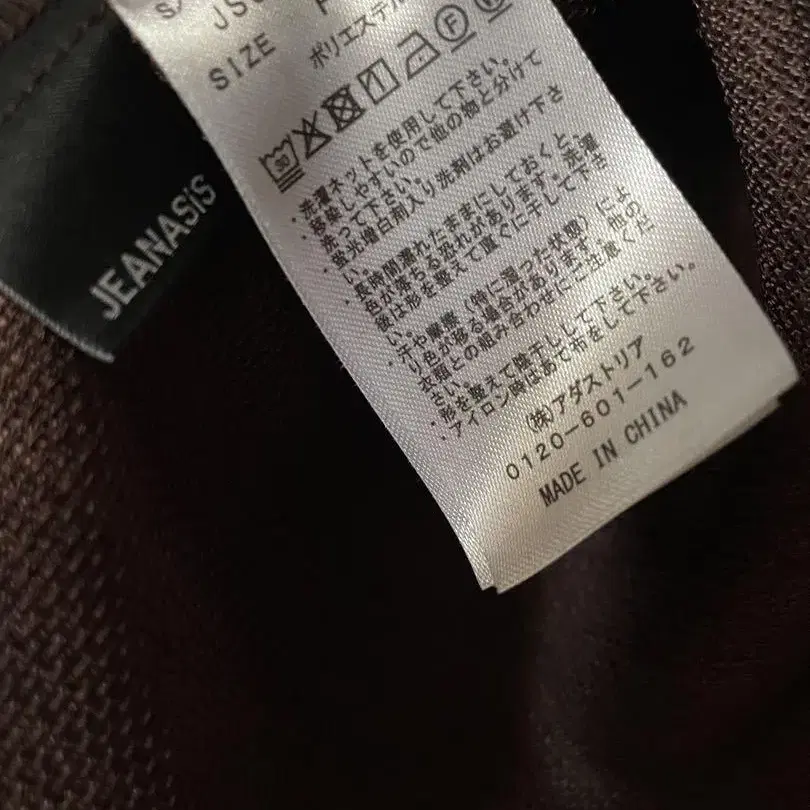 S/
JS
SIZE F
ポリエステル
30
F
JEANASiS
・洗濯ネットを使用して下さい。
・移染しやすいので他の物と分けて
洗って下さい。
・蛍光増白剤入り洗剤はお避け下さ
い。
・長時間濡れたままにしておくと、
色が落ちる恐れがあります。洗濯
後は形を整えて直ぐに干して下さ
い。
・汗や摩擦（特に湿った状態）によ
り色が移る場合があります。他の
衣類との組み合わせにご注意くだ
さい。
・形を整えて陰干しして下さい。
・アイロン時はあて布をして下さい。
(株)アダストリア
0120-601-162
MADE IN CHINA